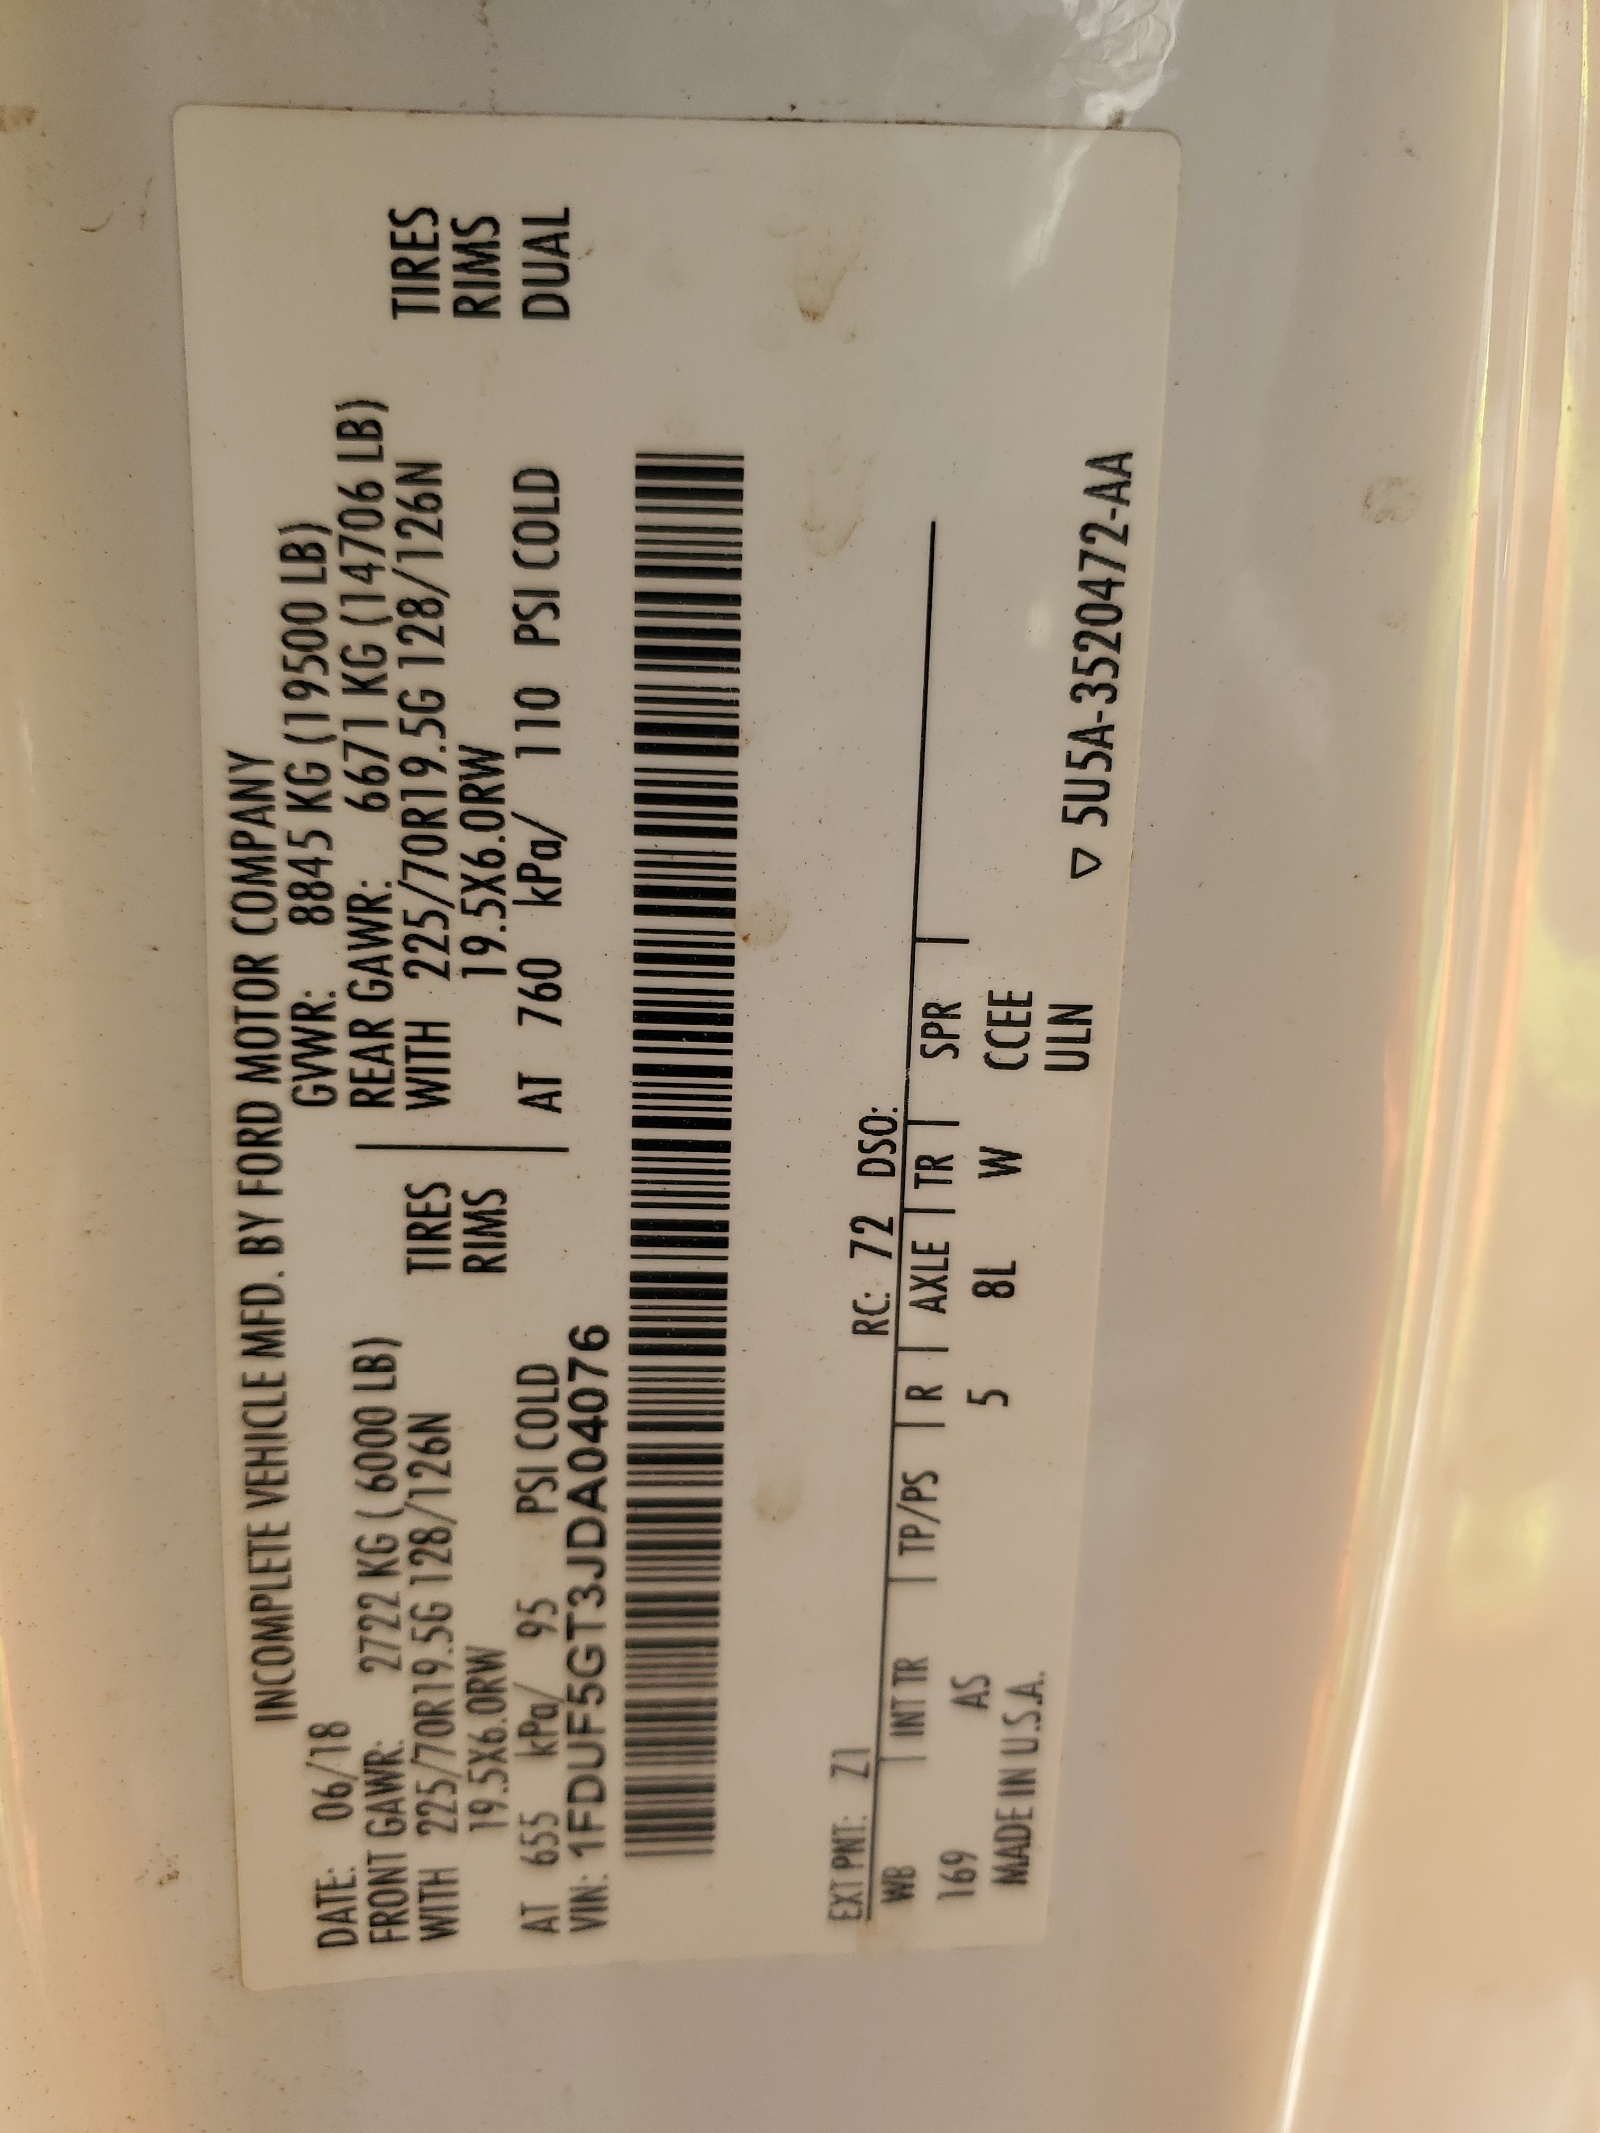 INCOMPLETE VEHICLE MFD. BY FORD MOTOR COMPANY
DATE: 06/18 GVWR: 8845 KG (19500 LB)
FRONT GAWR: 2722 KG ( 6000 LB) REAR GAWR: 6671 KG (14706 LB)
WITH 225/70R19.5G 128/126N TIRES WITH 225/70R19.5G 128/126N TIRES
19.5X6.0RW RIMS 19.5X6.0RW RIMS
AT 655 kPa/ 95 PSI COLD AT 760 kPa/ 110 PSI COLD DUAL
VIN: 1FDUF5GT3JDA04076
EXT PNT: Z1 RC: 72 DSO:
WB INT TR TP/PS R AXLE TR SPR
169 AS 5 8L W CCEE
MADE IN U.S.A. ULN
▽ 5U5A-3520472-AA